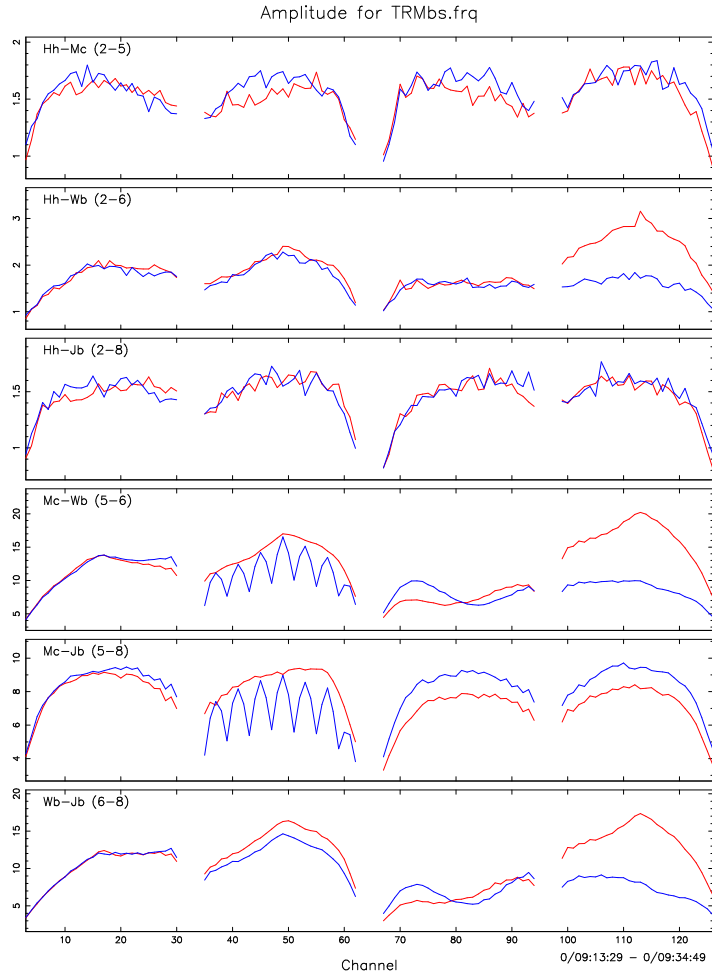 Amplitude for TRMbs.frq
Hh-Mc (2-5)
2
1.5
1
Hh-Wb (2-6)
3
2
1
Hh-Jb (2-8)
1.5
1
Mc-Wb (5-6)
20
15
10
5
Mc-Jb (5-8)
10
8
6
4
Wb-Jb (6-8)
20
15
10
5
0
10 20 30 40 50 60 70 80 90 100 110 120
0/09:13:29 - 0/09:34:49
Channel